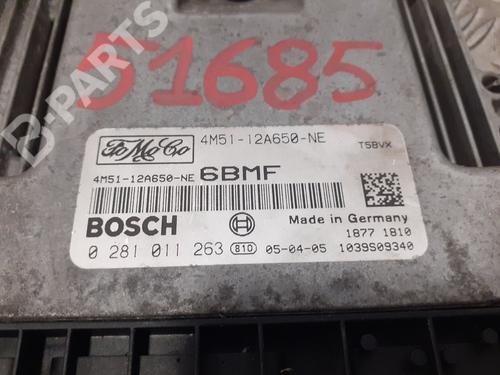 51685
B-PARTS
FoMoCo
4M51-12A650-NE
T5BVX
4M51-12A650-NE 6BMF
BOSCH
Made in Germany
1877 1810
0 281 011 263 810 05-04-05 1039S09340